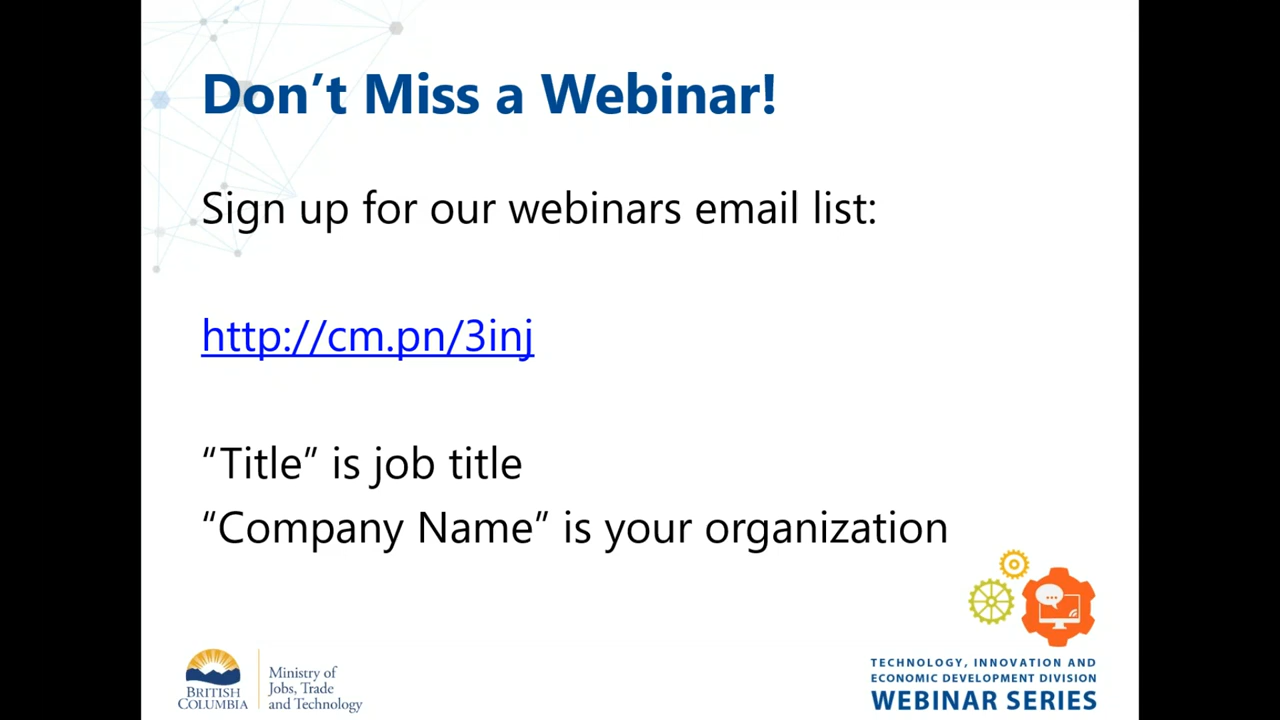 Don’t Miss a Webinar!
Sign up for our webinars email list:
http://cm.pn/3inj
“Title” is job title
“Company Name” is your organization
BRITISH
COLUMBIA
Ministry of
Jobs, Trade
and Technology
TECHNOLOGY, INNOVATION AND
ECONOMIC DEVELOPMENT DIVISION
WEBINAR SERIES